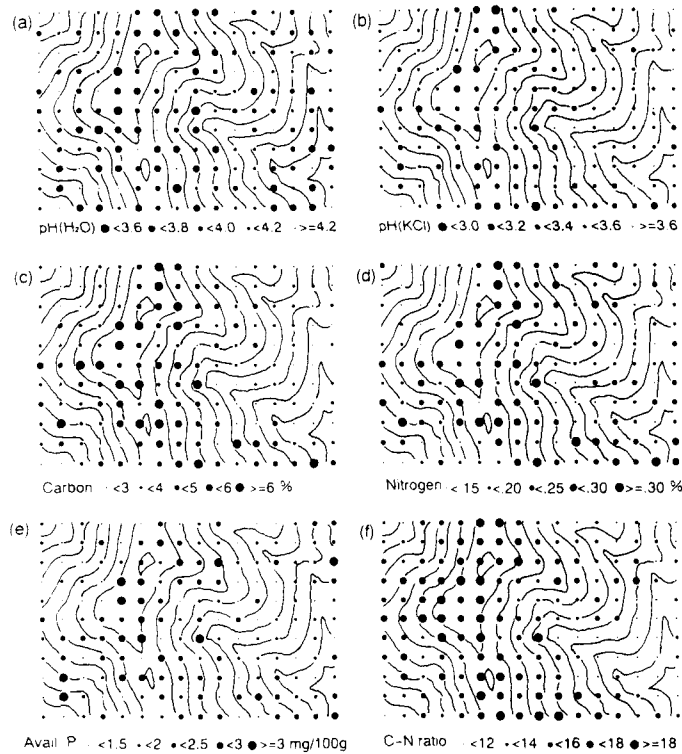 (a)
(b)
pH(H₂O) ● <3.6 ● <3.8 • <4.0 • <4.2 · >=4.2
pH(KCl) ● <3.0 ● <3.2 • <3.4 • <3.6 · >=3.6
(c)
(d)
Carbon · <3 • <4 • <5 ● <6 ● >=6 %
Nitrogen · < 15 • <.20 • <.25 ● <.30 ● >=.30 %
(e)
(f)
Avail. P · <1.5 • <2 • <2.5 ● <3 ● >=3 mg/100g
C-N ratio · <12 • <14 ● <16 ● <18 ● >=18